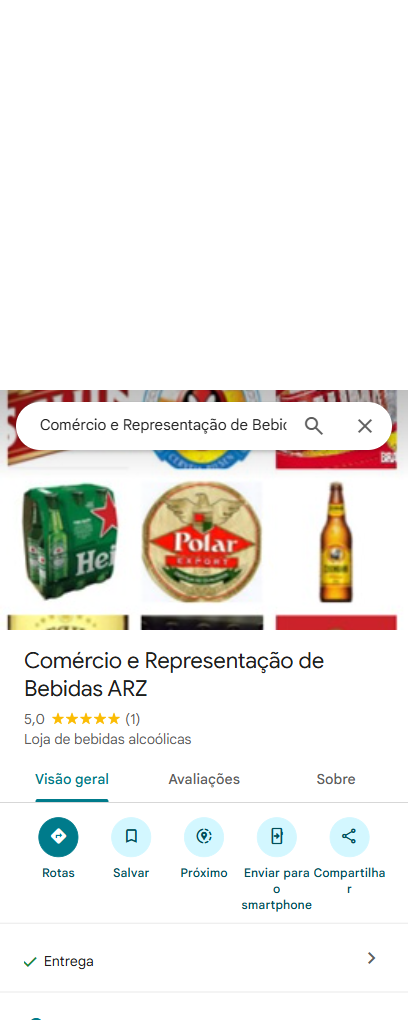 Comércio e Representação de Bebi
Hei
Polar
EXPORT
Comércio e Representação de
Bebidas ARZ
5,0 (1)
Loja de bebidas alcoólicas
Visão geral Avaliações Sobre
Rotas Salvar Próximo Enviar para o smartphone Compartilhar
Entrega